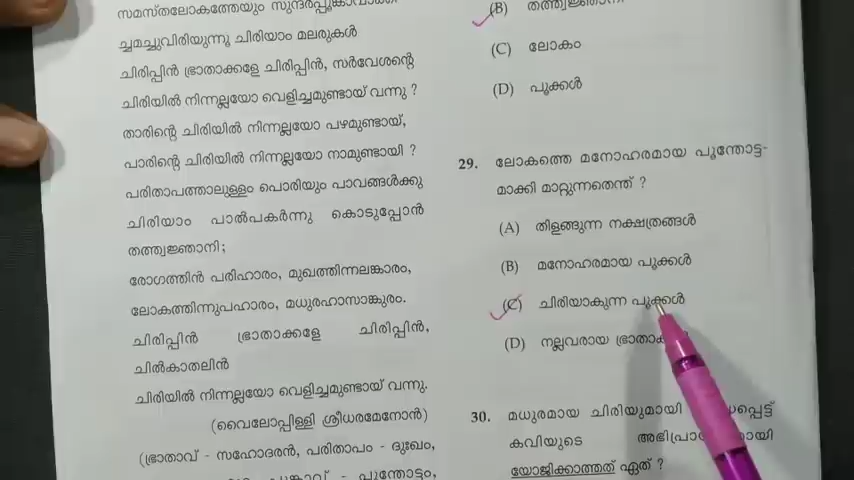 സമസ്തലോകത്തേയും
ച്ചമച്ചുവിരിയുന്നൂ ചിരിയാം മലരുകൾ
ചിരിപ്പിൻ ഭ്രാതാക്കളേ ചിരിപ്പിൻ, സർവേശന്റെ
ചിരിയിൽ നിന്നല്ലയോ വെളിച്ചമുണ്ടായ് വന്നു ?
താരിന്റെ ചിരിയിൽ നിന്നല്ലയോ പഴമുണ്ടായ്,
പാരിന്റെ ചിരിയിൽ നിന്നല്ലയോ നാമുണ്ടായി ?
പരിതാപത്താലുള്ളം പൊരിയും പാവങ്ങൾക്കു
ചിരിയാം പാൽപകർന്നു കൊടുപ്പോൻ
തത്ത്വജ്ഞാനി;
രോഗത്തിൻ പരിഹാരം, മുഖത്തിന്നലങ്കാരം,
ലോകത്തിന്നുപഹാരം, മധുരഹാസാങ്കുരം.
ചിരിപ്പിൻ ഭ്രാതാക്കളേ ചിരിപ്പിൻ,
ചിൽകാതലിൻ
ചിരിയിൽ നിന്നല്ലയോ വെളിച്ചമുണ്ടായ് വന്നു.
(വൈലോപ്പിള്ളി ശ്രീധരമേനോൻ)
(ഭ്രാതാവ് - സഹോദരൻ, പരിതാപം - ദുഃഖം,
- പൂന്തോട്ടം,
(B)
(C) ലോകം
(D) പൂക്കൾ
29. ലോകത്തെ മനോഹരമായ പൂന്തോട്ട-
മാക്കി മാറ്റുന്നതെന്ത് ?
(A) തിളങ്ങുന്ന നക്ഷത്രങ്ങൾ
(B) മനോഹരമായ പൂക്കൾ
(C) ചിരിയാകുന്ന പൂക്കൾ
(D) നല്ലവരായ
30. മധുരമായ ചിരിയുമായി
കവിയുടെ
യോജിക്കാത്തത് ഏത് ?